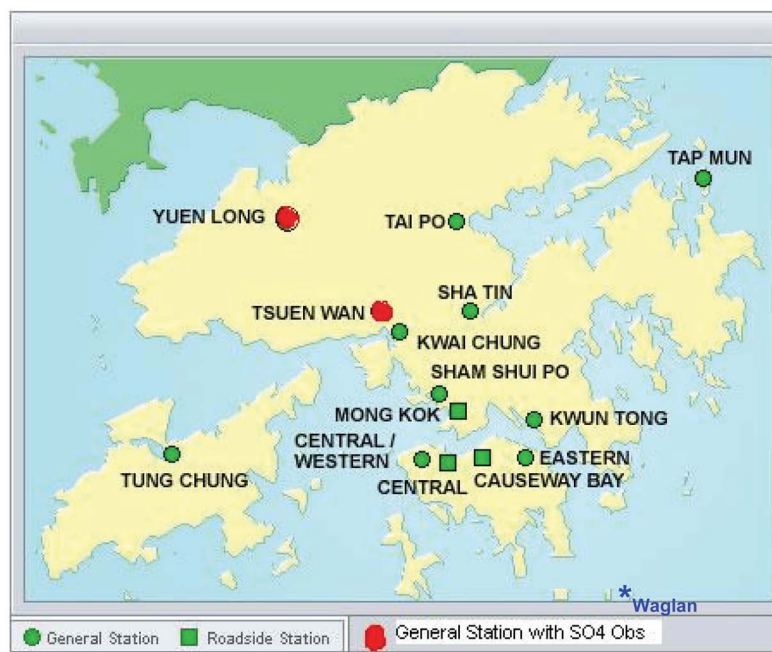 TAP MUN
YUEN LONG
TAI PO
SHA TIN
TSUEN WAN
KWAI CHUNG
SHAM SHUI PO
MONG KOK
KWUN TONG
CENTRAL /
WESTERN
EASTERN
TUNG CHUNG
CENTRAL
CAUSEWAY BAY
* Waglan
General Station
Roadside Station
General Station with SO4 Obs